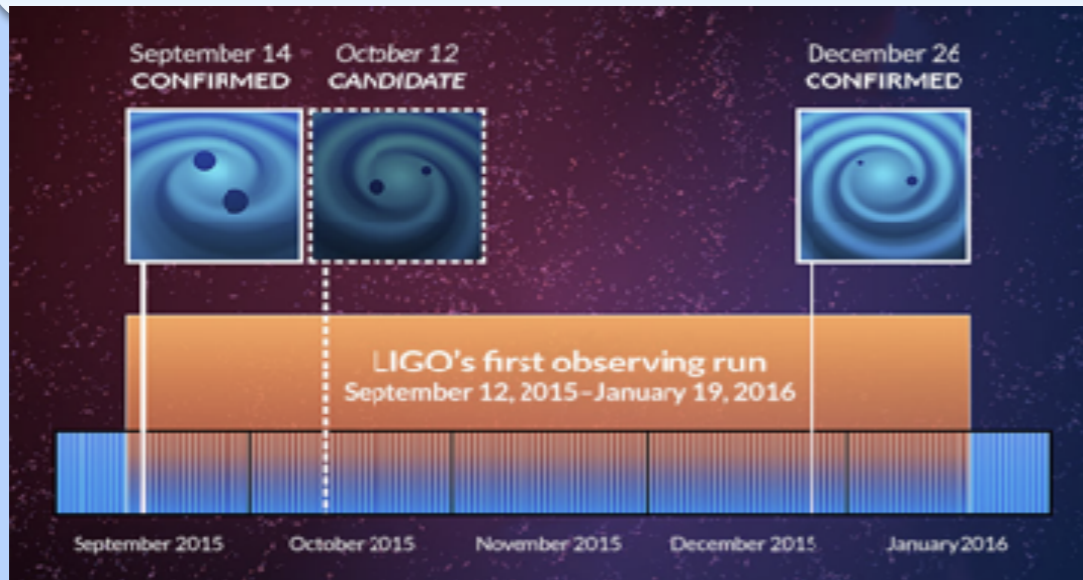 September 14
CONFIRMED
October 12
CANDIDATE
December 26
CONFIRMED
LIGO's first observing run
September 12, 2015–January 19, 2016
September 2015
October 2015
November 2015
December 2015
January 2016